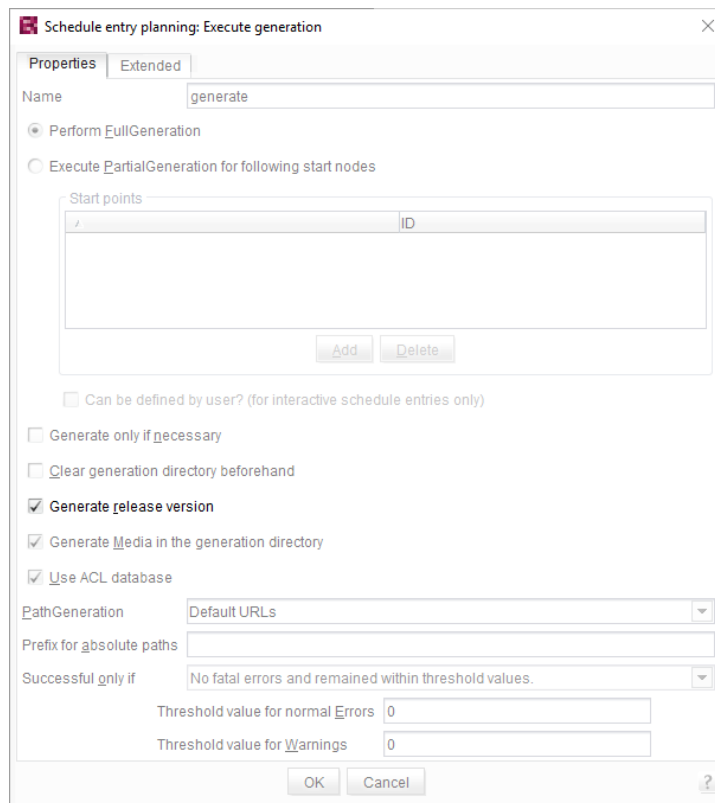 Schedule entry planning: Execute generation
Properties Extended
Name generate
Perform FullGeneration
Execute PartialGeneration for following start nodes
Start points
ID
Add Delete
Can be defined by user? (for interactive schedule entries only)
Generate only if necessary
Clear generation directory beforehand
Generate release version
Generate Media in the generation directory
Use ACL database
PathGeneration Default URLs
Prefix for absolute paths
Successful only if No fatal errors and remained within threshold values.
Threshold value for normal Errors 0
Threshold value for Warnings 0
OK Cancel ?